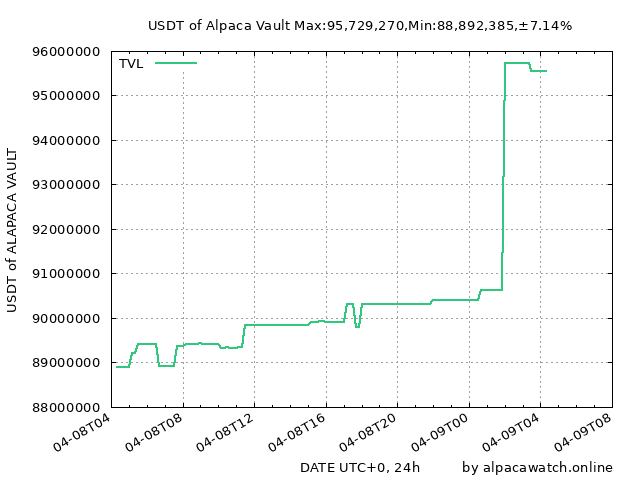 USDT of Alpaca Vault Max:95,729,270,Min:88,892,385,±7.14%
TVL
96000000
95000000
94000000
93000000
92000000
91000000
90000000
89000000
88000000
USDT of ALAPACA VAULT
04-08T04
04-08T08
04-08T12
04-08T16
04-08T20
04-09T00
04-09T04
04-09T08
DATE UTC+0, 24h
by alpacawatch.online